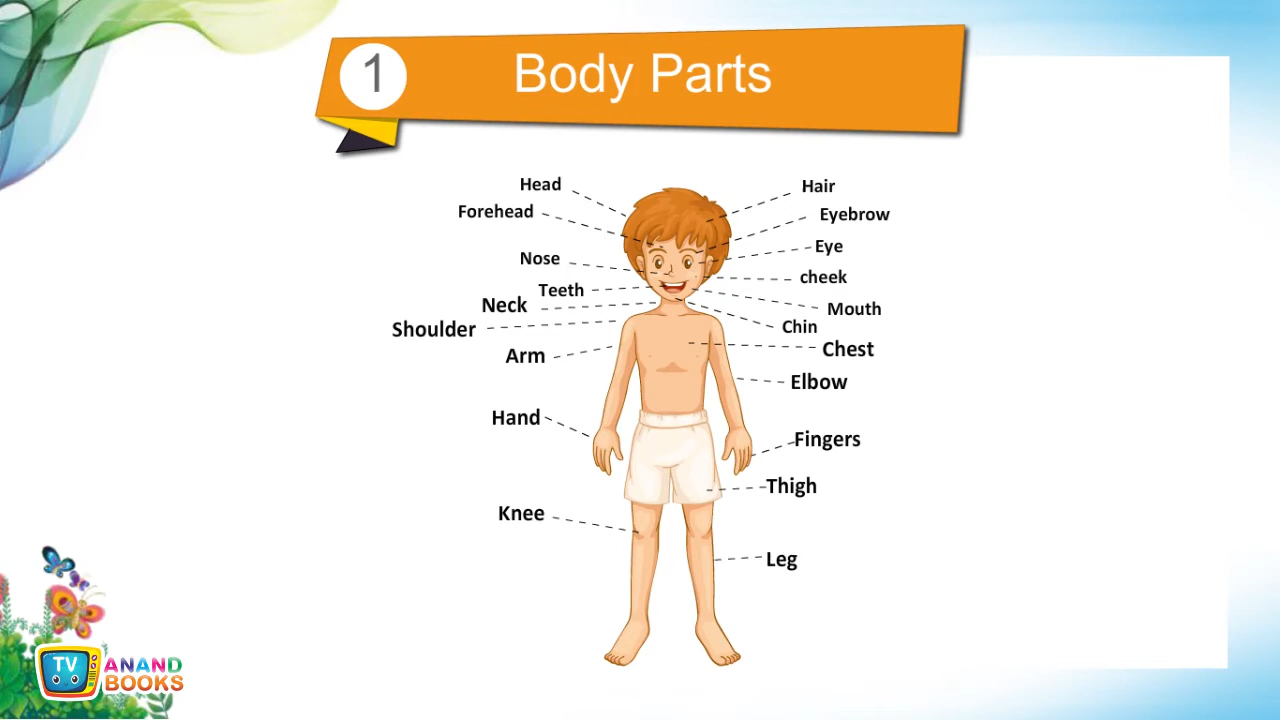 1
Body Parts
Head
Hair
Forehead
Eyebrow
Eye
Nose
cheek
Teeth
Neck
Mouth
Chin
Shoulder
Chest
Arm
Elbow
Hand
Fingers
Thigh
Knee
Leg
TV
ANAND
BOOKS